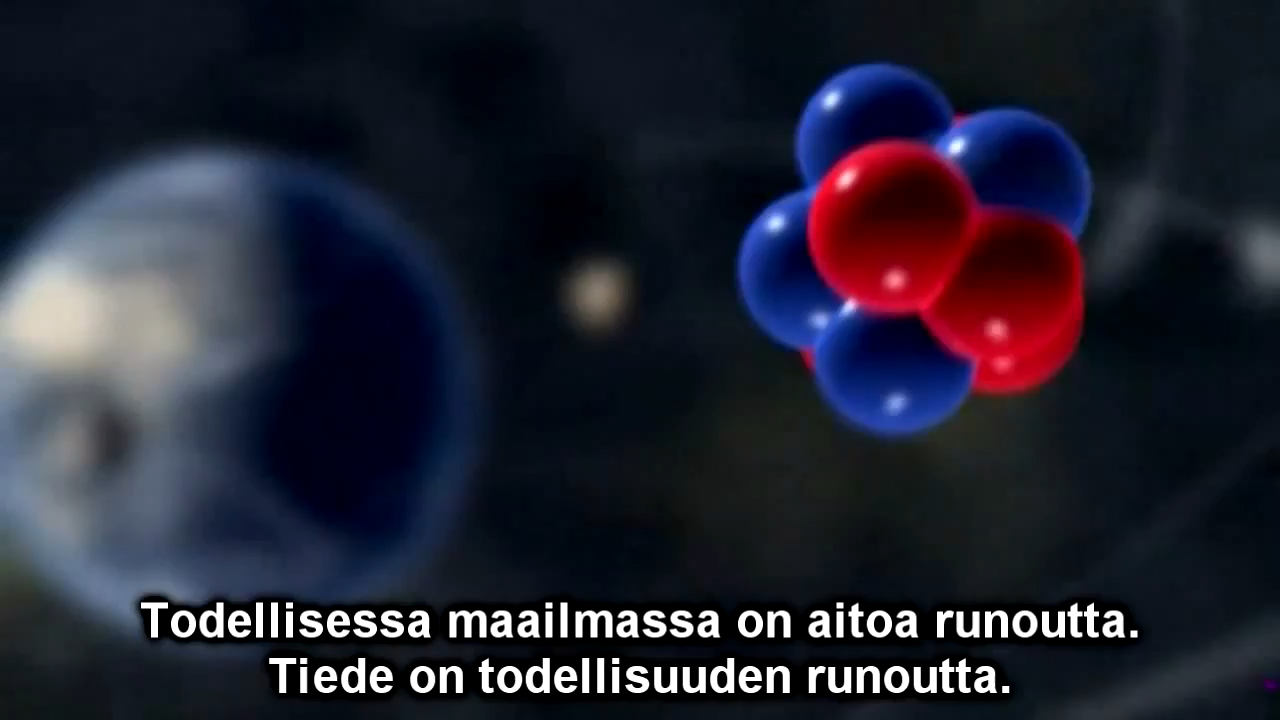 Todellisessa maailmassa on aitoa runoutta.
Tiede on todellisuuden runoutta.